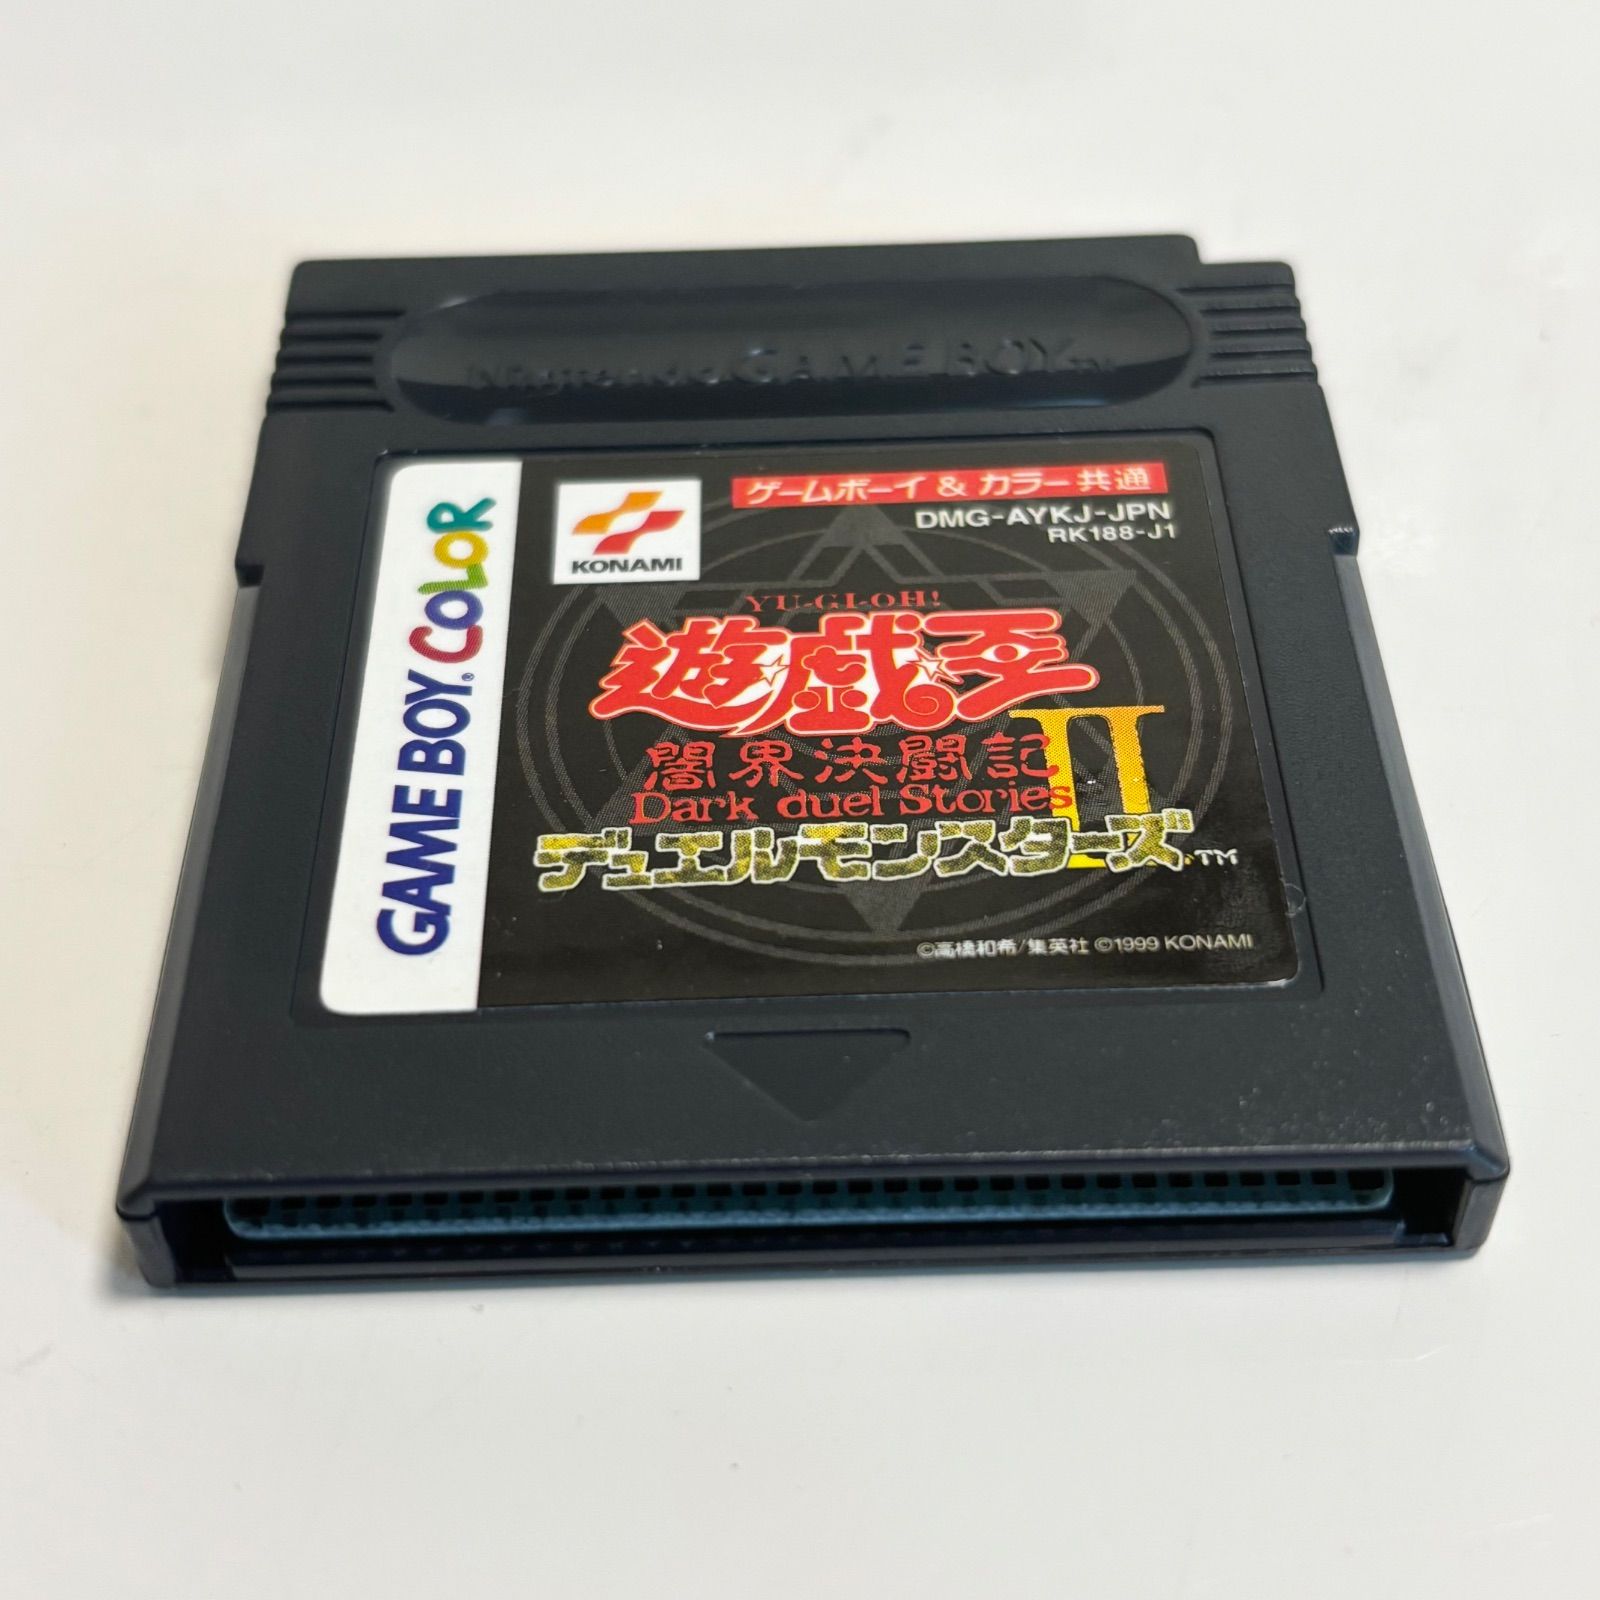 Nintendo GAME BOY TM
GAME BOY COLOR
KONAMI
ゲームボーイ & カラー共通
DMG-AYKJ-JPN
RK188-J1
YU-GI-OH!
遊戯王
闇界決闘記
Dark duel Stories
II
デュエルモンスターズ TM
©高橋和希/集英社 ©1999 KONAMI